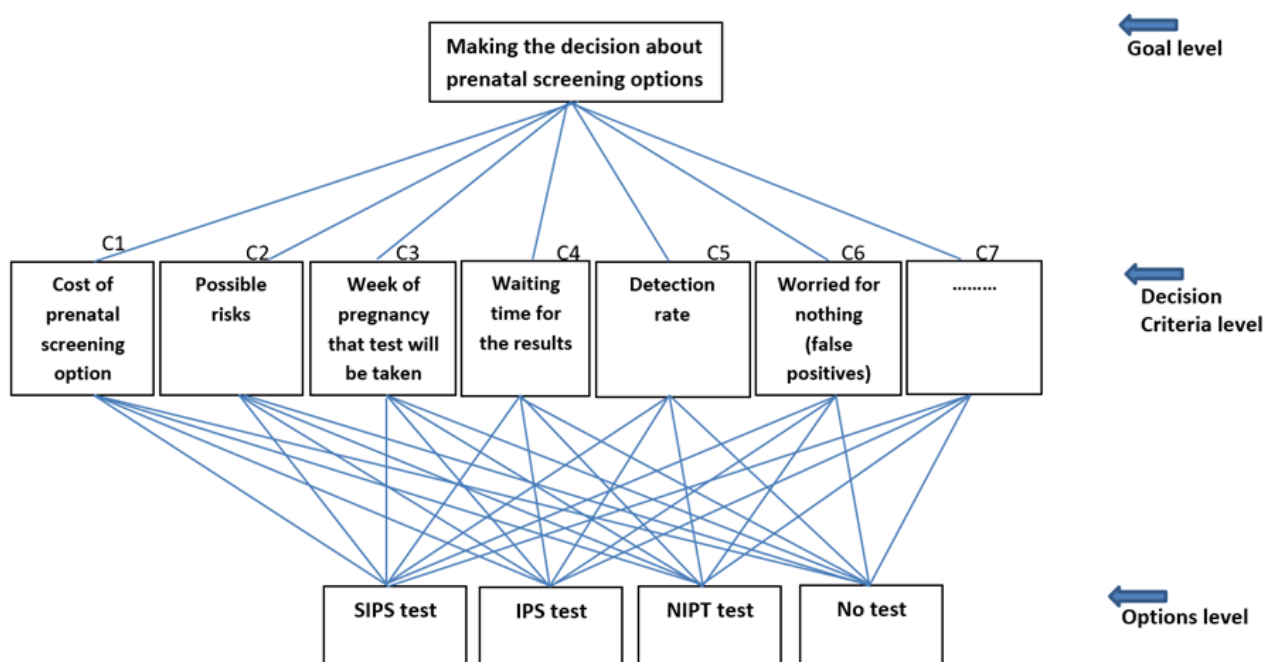 Making the decision about
prenatal screening options
Goal level
C1
C2
C3
C4
C5
C6
C7
Cost of
prenatal
screening
option
Possible
risks
Week of
pregnancy
that test will
be taken
Waiting
time for
the results
Detection
rate
Worried for
nothing
(false
positives)
.........
Decision
Criteria level
SIPS test
IPS test
NIPT test
No test
Options level